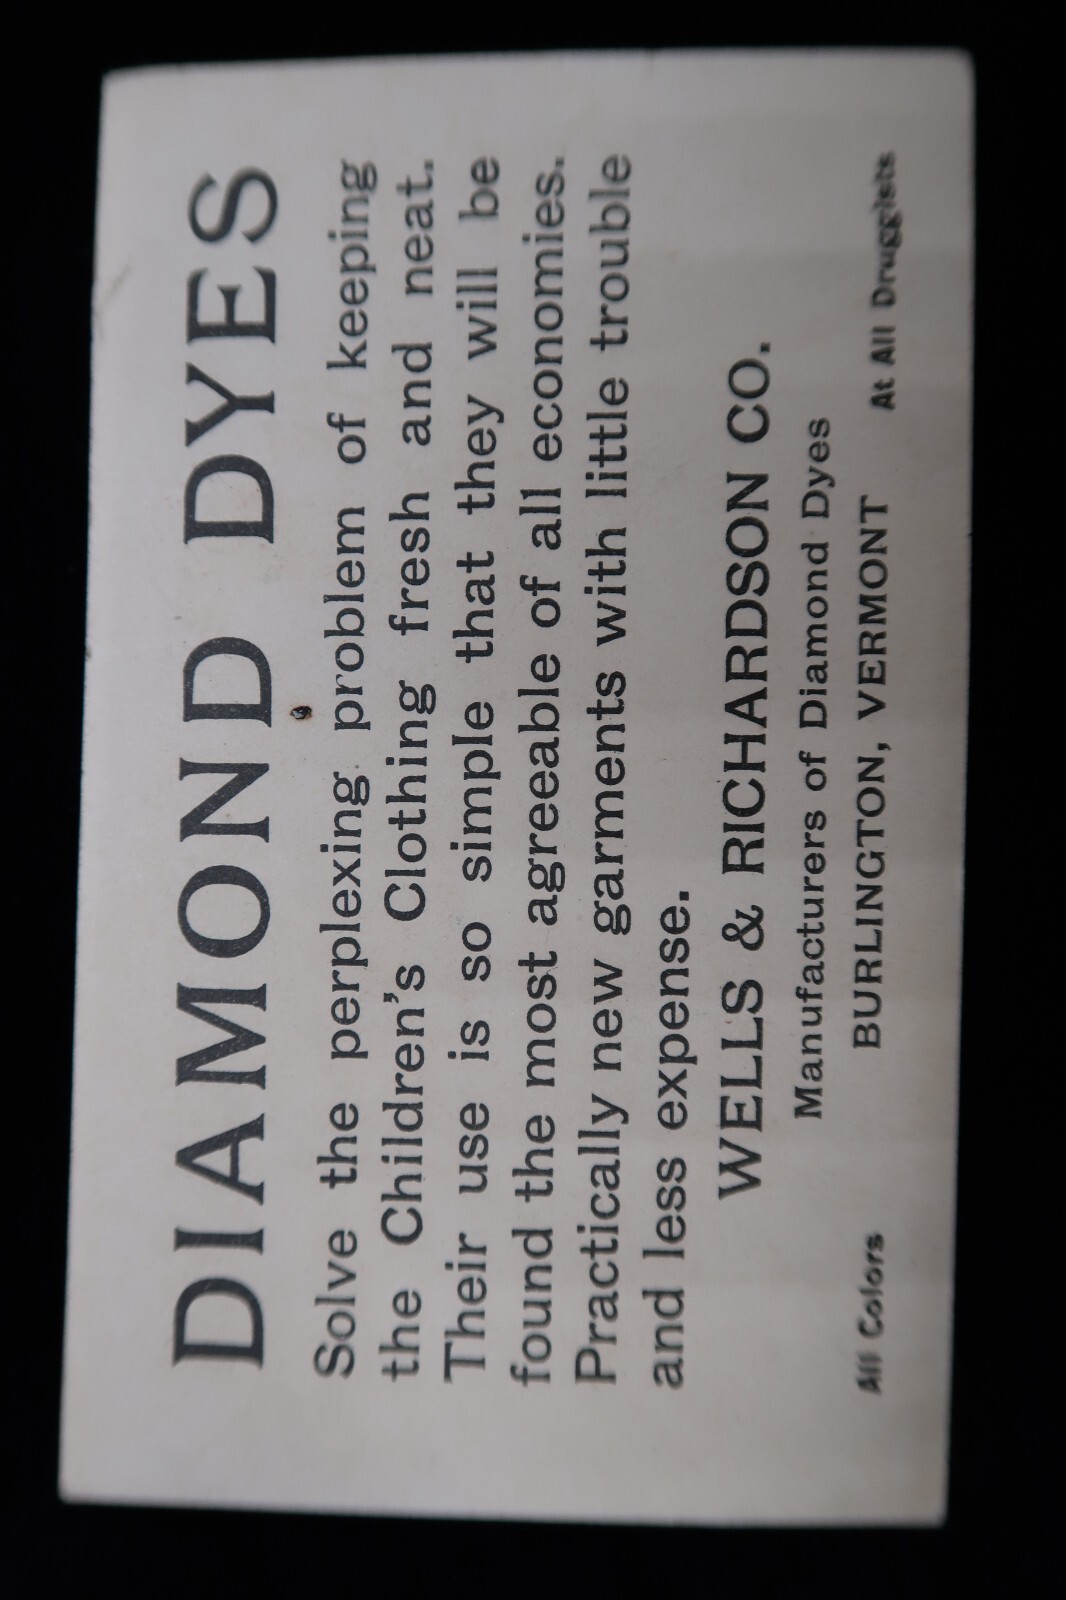 DIAMOND DYES
Solve the perplexing problem of keeping
the Children's Clothing fresh and neat.
Their use is so simple that they will be
found the most agreeable of all economies.
Practically new garments with little trouble
and less expense.
WELLS & RICHARDSON CO.
Manufacturers of Diamond Dyes
All Colors BURLINGTON, VERMONT At All Druggists